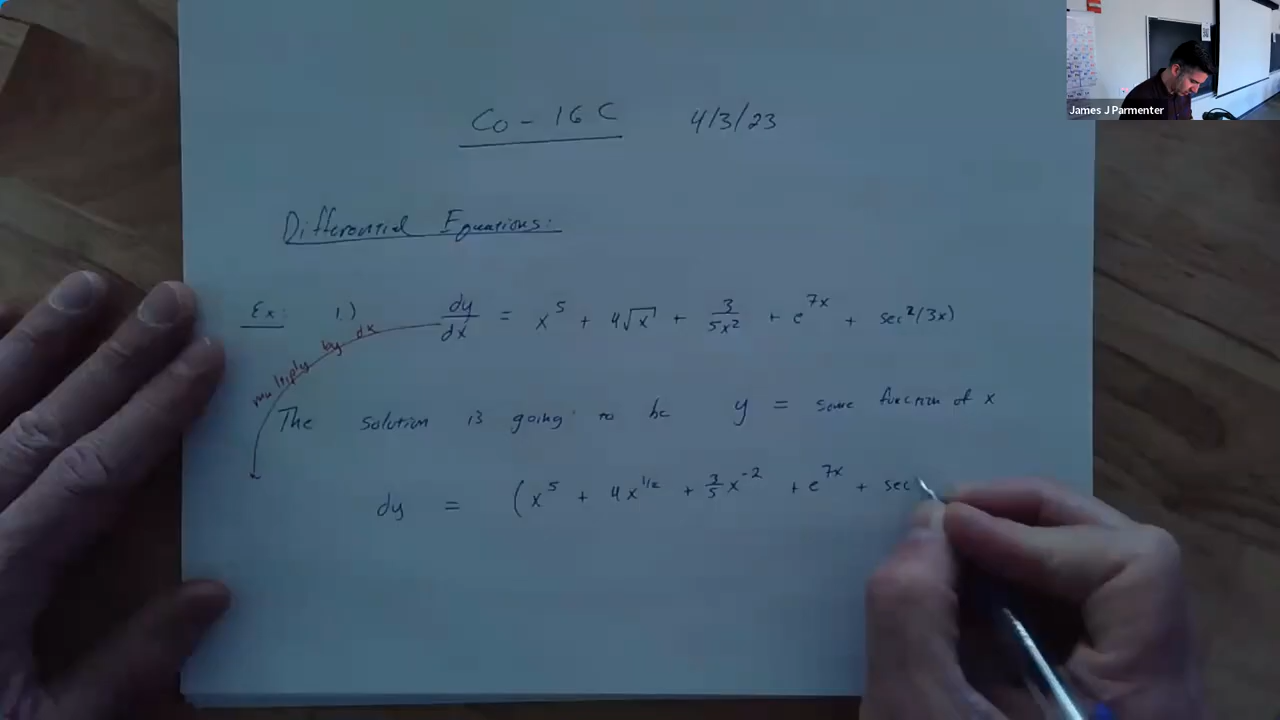 James J Parmenter
Co - 16C 4/3/23
Differential Equations:
Ex: 1.) dy/dx = x^5 + 4√x + 3/(5x^2) + e^(7x) + sec^2(3x)
multiply by dx
The solution is going to be y = some function of x
dy = (x^5 + 4x^(1/2) + 3/5 x^(-2) + e^(7x) + sec